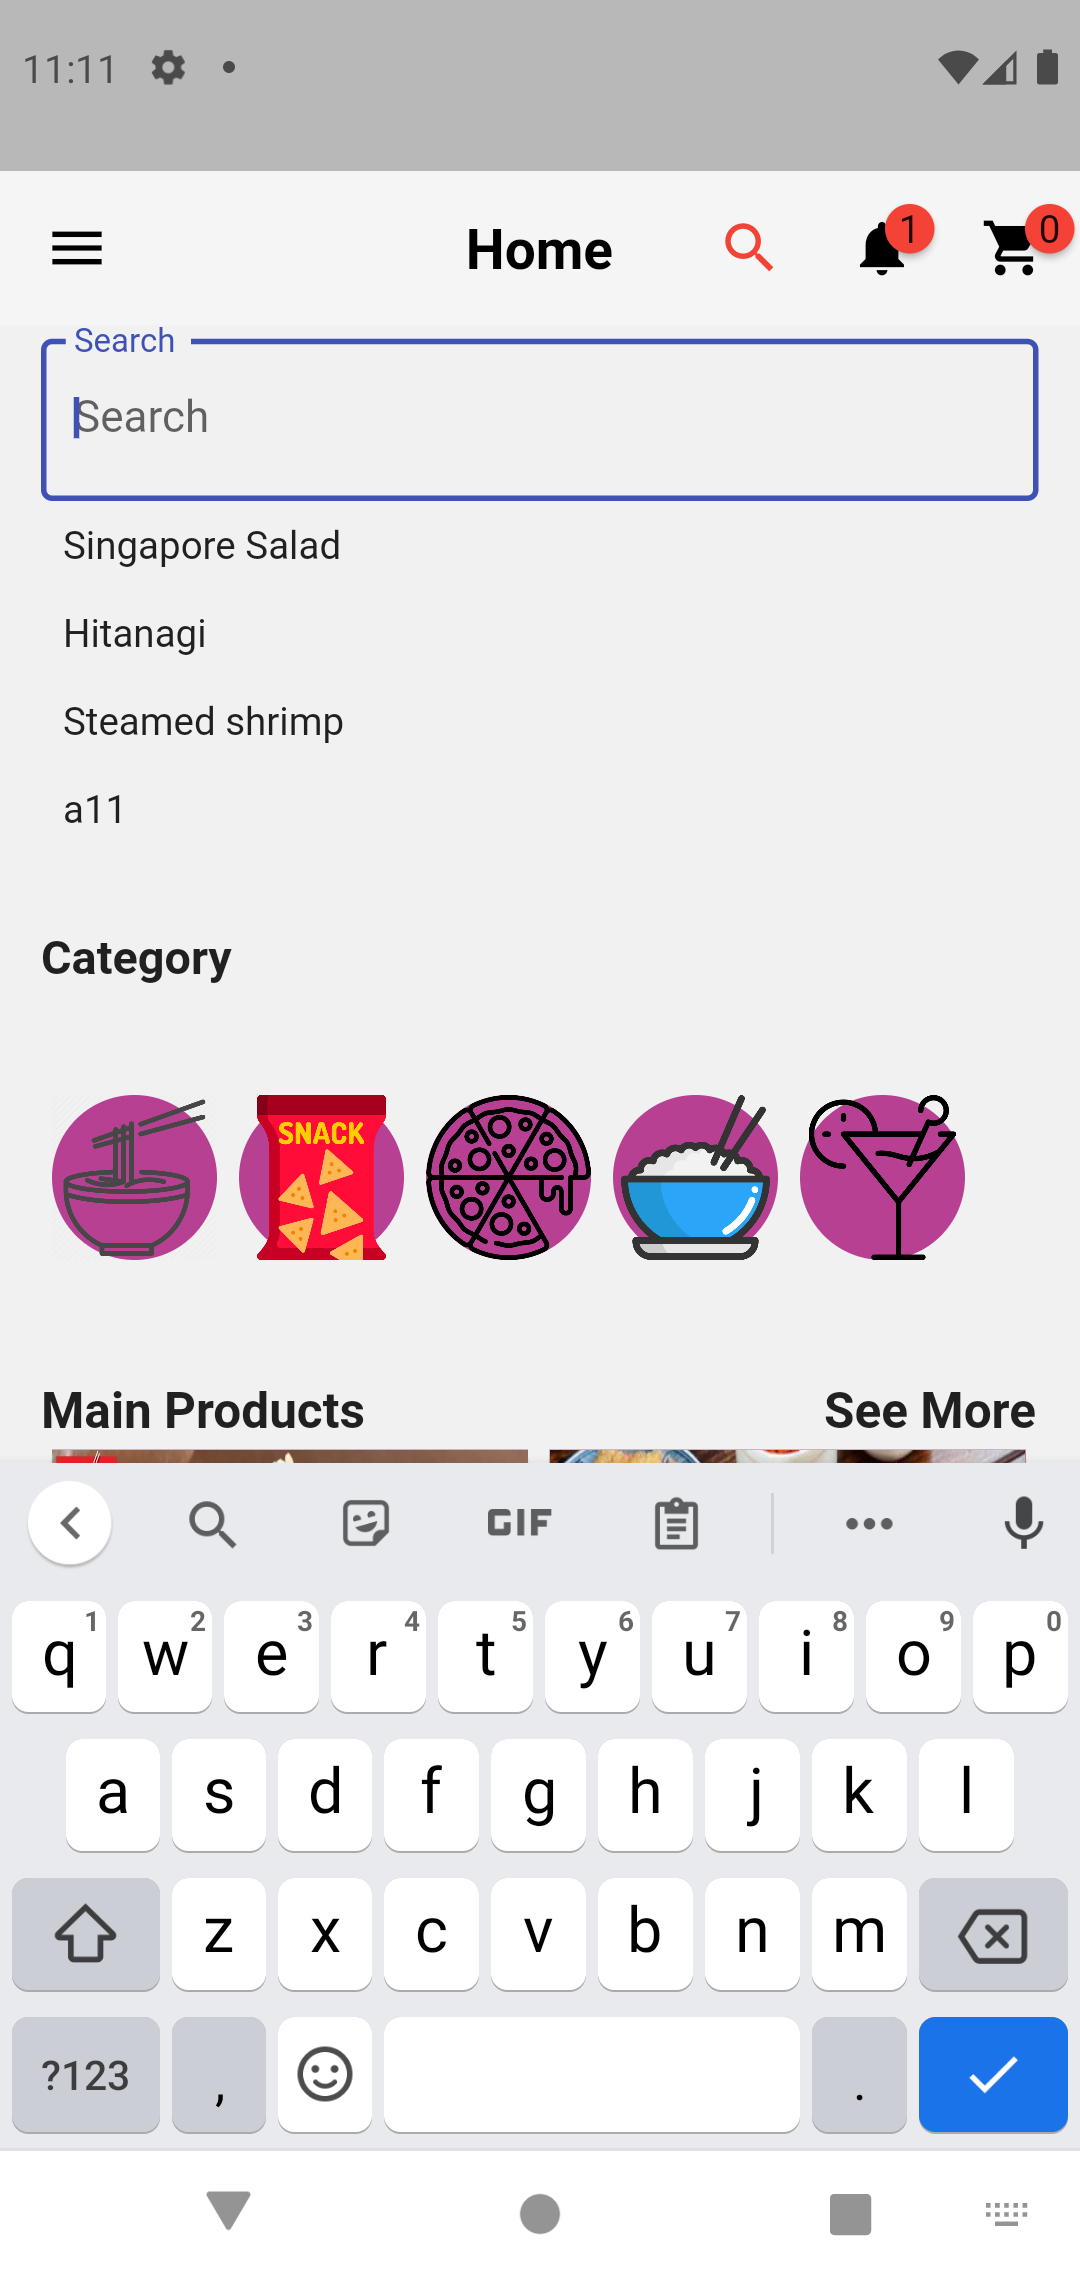 11:11
Home
1
0
Search
Search
Singapore Salad
Hitanagi
Steamed shrimp
a11
Category
SNACK
Main Products
See More
GIF
q 1 w 2 e 3 r 4 t 5 y 6 u 7 i 8 o 9 p 0
a s d f g h j k l
z x c v b n m
?123 , .